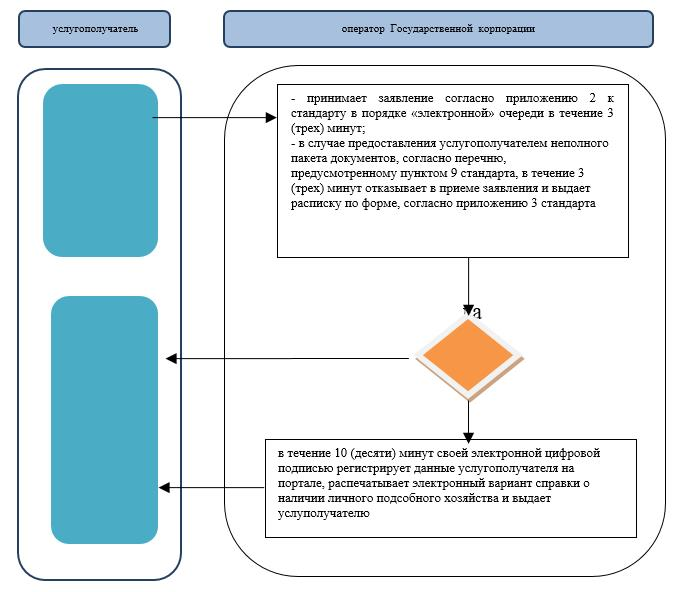 услугополучатель
оператор Государственной корпорации
- принимает заявление согласно приложению 2 к
стандарту в порядке «электронной» очереди в течение 3
(трех) минут;
- в случае предоставления услугополучателем неполного
пакета документов, согласно перечню,
предусмотренному пунктом 9 стандарта, в течение 3
(трех) минут отказывает в приеме заявления и выдает
расписку по форме, согласно приложению 3 стандарта
в течение 10 (десяти) минут своей электронной цифровой
подписью регистрирует данные услугополучателя на
портале, распечатывает электронный вариант справки о
наличии личного подсобного хозяйства и выдает
услуполучателю